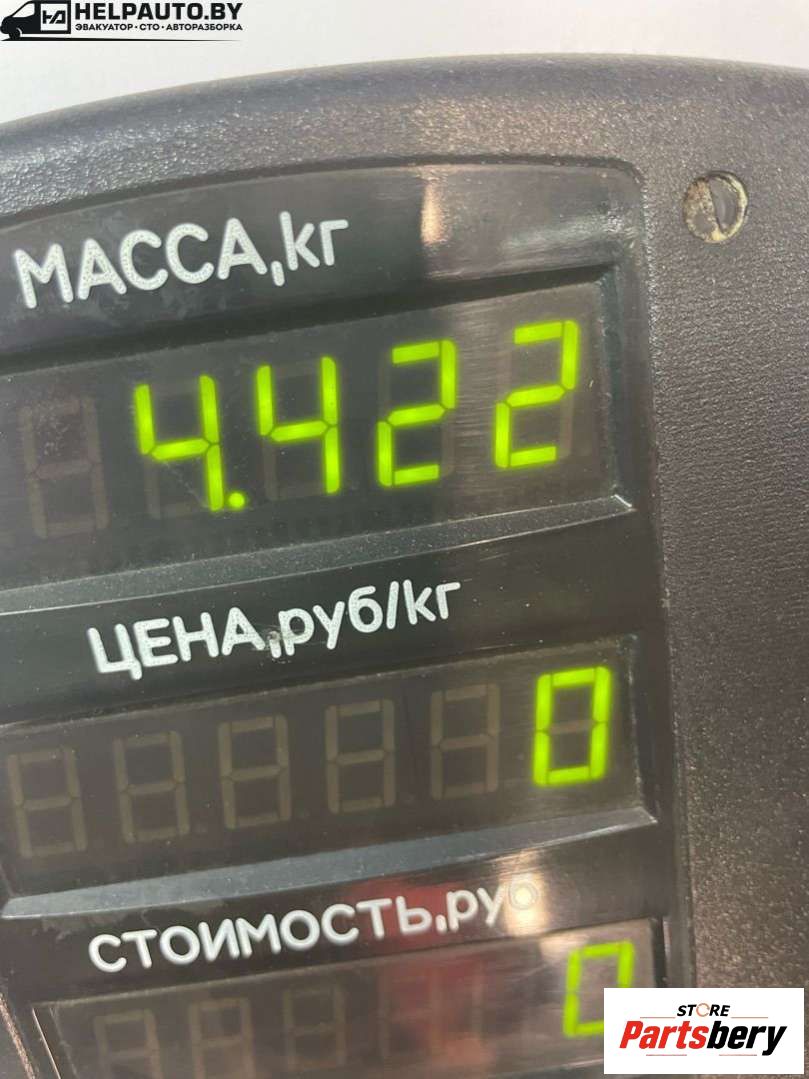 HELPAUTO.BY
ЭВАКУАТОР • СТО • АВТОРАЗБОРКА
МАССА,кг
4.422
ЦЕНА,руб/кг
0
СТОИМОСТЬ,руб
0
STORE
Partsbery